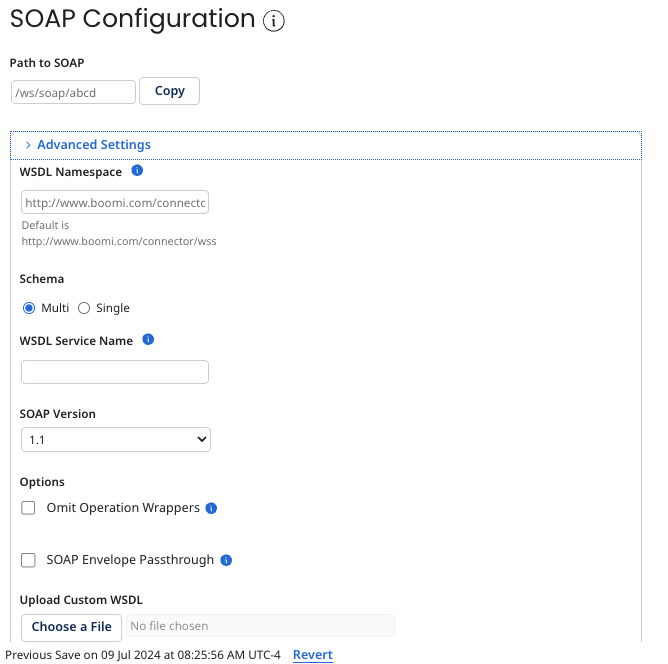 SOAP Configuration
Path to SOAP
/ws/soap/abcd
Copy
Advanced Settings
WSDL Namespace
http://www.boomi.com/connectc
Default is
http://www.boomi.com/connector/wss
Schema
Multi Single
WSDL Service Name
SOAP Version
1.1
Options
Omit Operation Wrappers
SOAP Envelope Passthrough
Upload Custom WSDL
Choose a File No file chosen
Previous Save on 09 Jul 2024 at 08:25:56 AM UTC-4 Revert